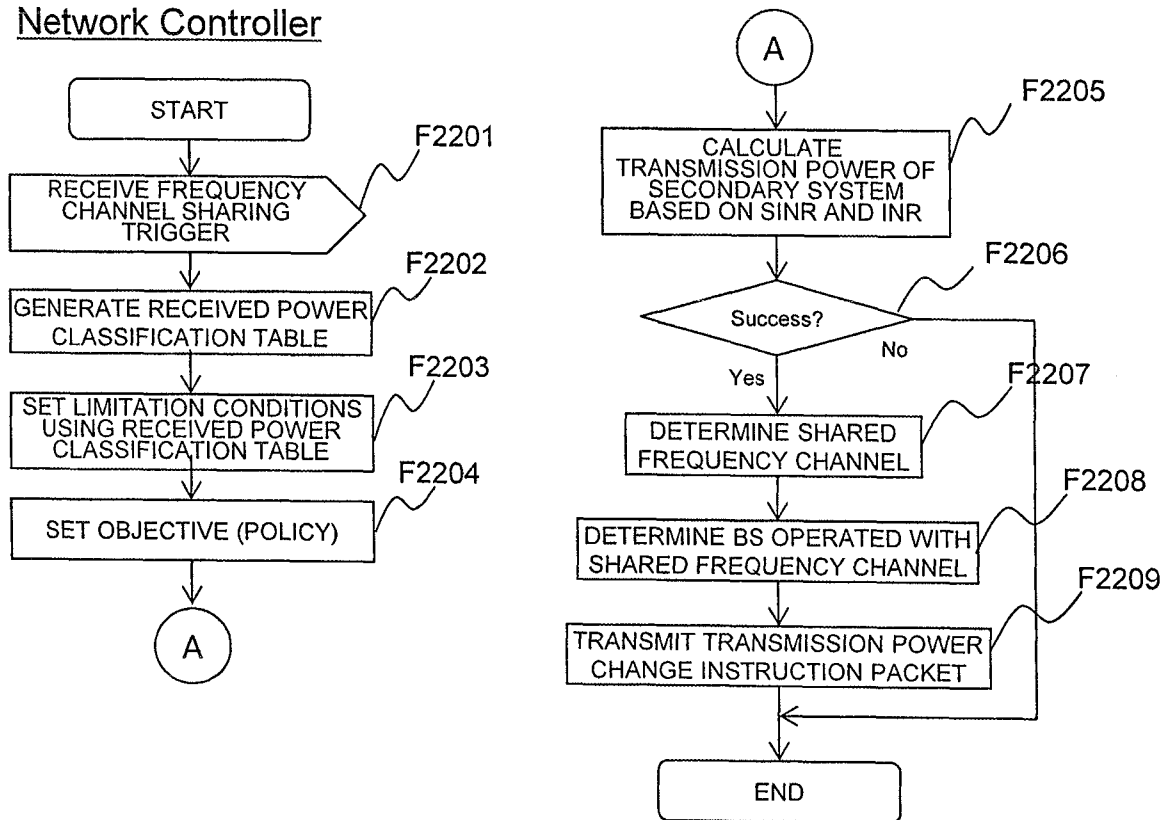 Network Controller
START
F2201
RECEIVE FREQUENCY
CHANNEL SHARING
TRIGGER
F2202
GENERATE RECEIVED POWER
CLASSIFICATION TABLE
F2203
SET LIMITATION CONDITIONS
USING RECEIVED POWER
CLASSIFICATION TABLE
F2204
SET OBJECTIVE (POLICY)
A
A
F2205
CALCULATE
TRANSMISSION POWER OF
SECONDARY SYSTEM
BASED ON SINR AND INR
F2206
Success?
No
Yes
F2207
DETERMINE SHARED
FREQUENCY CHANNEL
F2208
DETERMINE BS OPERATED WITH
SHARED FREQUENCY CHANNEL
F2209
TRANSMIT TRANSMISSION POWER
CHANGE INSTRUCTION PACKET
END